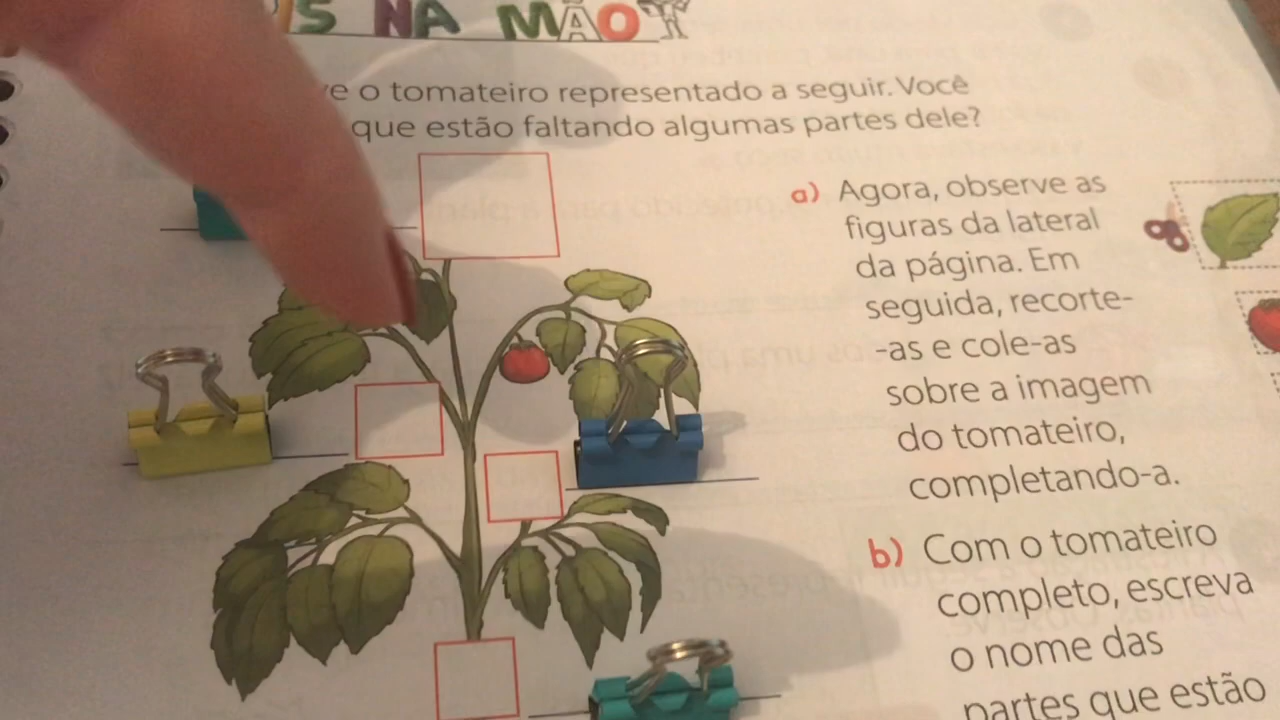 NA MÃO
o tomateiro representado a seguir. Você
que estão faltando algumas partes dele?
a) Agora, observe as
figuras da lateral
da página. Em
seguida, recorte-
-as e cole-as
sobre a imagem
do tomateiro,
completando-a.
b) Com o tomateiro
completo, escreva
o nome das
partes que estão